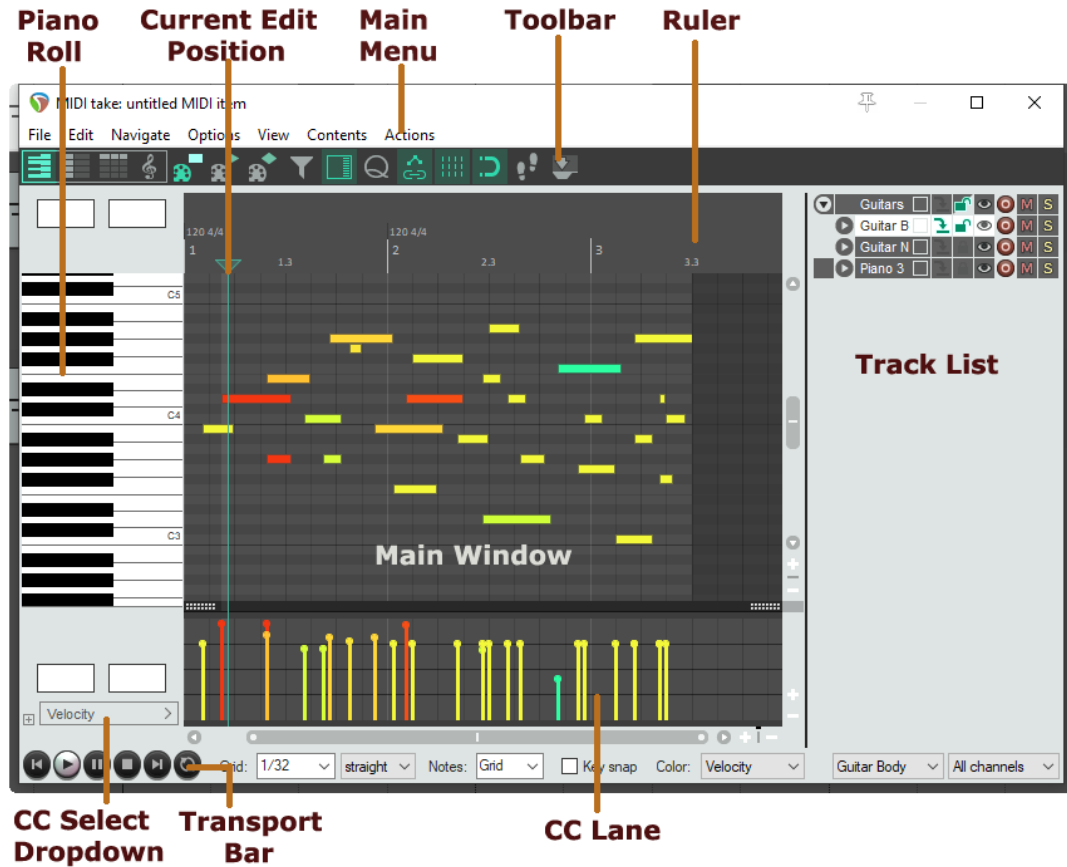 Piano
Roll
Current Edit
Position
Main
Menu
Toolbar
Ruler
MIDI take: untitled MIDI item
File Edit Navigate Options View Contents Actions
120 4/4
120 4/4
1
2
3
1.3
2.3
3.3
C5
C4
C3
Guitars M S
Guitar B M S
Guitar N M S
Piano 3 M S
Track List
Main Window
Velocity
Grid: 1/32 straight Notes: Grid Key snap Color: Velocity Guitar Body All channels
CC Select
Dropdown
Transport
Bar
CC Lane